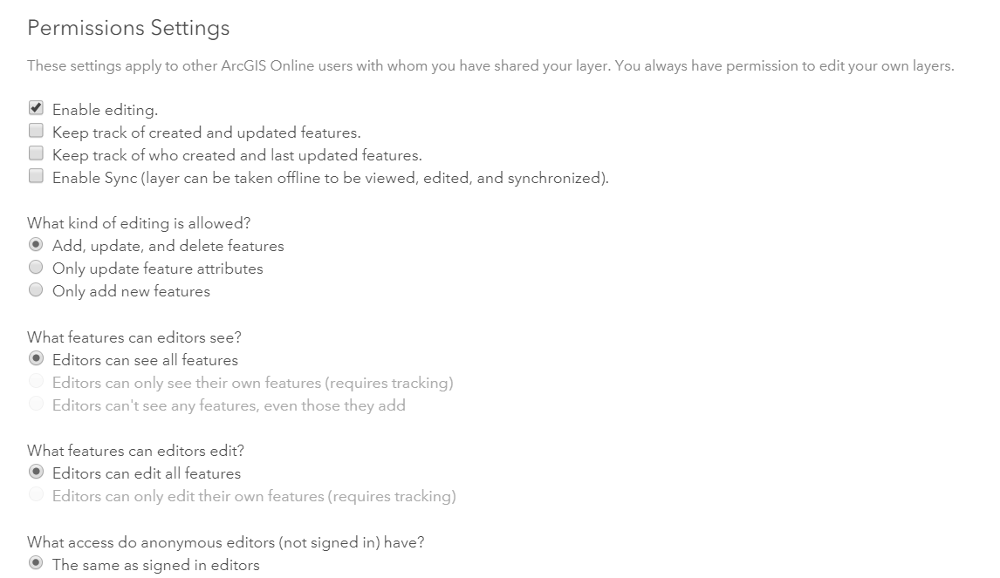 Permissions Settings
These settings apply to other ArcGIS Online users with whom you have shared your layer. You always have permission to edit your own layers.
Enable editing.
Keep track of created and updated features.
Keep track of who created and last updated features.
Enable Sync (layer can be taken offline to be viewed, edited, and synchronized).
What kind of editing is allowed?
Add, update, and delete features
Only update feature attributes
Only add new features
What features can editors see?
Editors can see all features
Editors can only see their own features (requires tracking)
Editors can't see any features, even those they add
What features can editors edit?
Editors can edit all features
Editors can only edit their own features (requires tracking)
What access do anonymous editors (not signed in) have?
The same as signed in editors